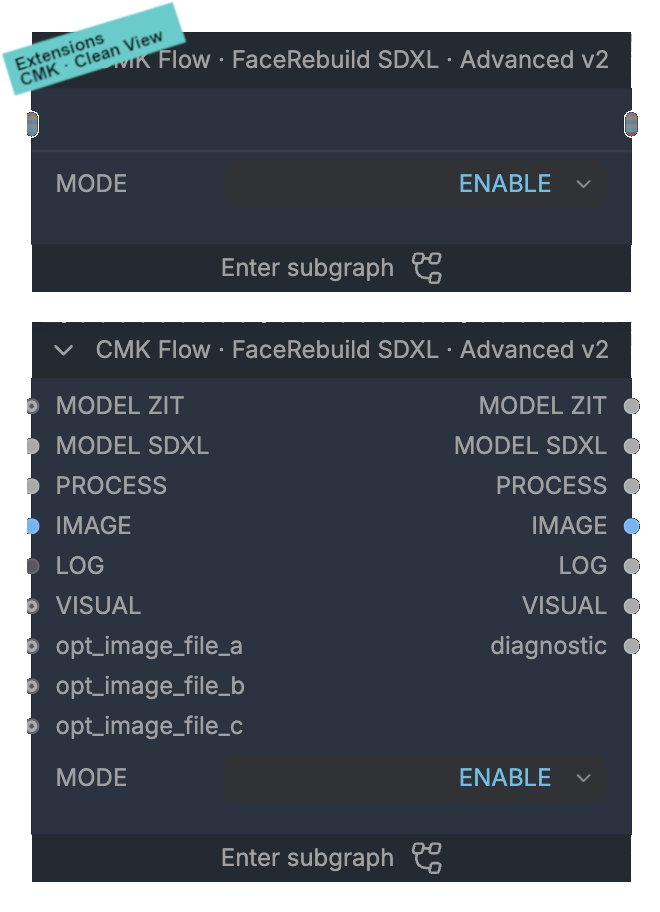 Extensions
CMK · Clean View
CMK Flow · FaceRebuild SDXL · Advanced v2
MODE ENABLE
Enter subgraph
CMK Flow · FaceRebuild SDXL · Advanced v2
MODEL ZIT MODEL ZIT
MODEL SDXL MODEL SDXL
PROCESS PROCESS
IMAGE IMAGE
LOG LOG
VISUAL VISUAL
opt_image_file_a diagnostic
opt_image_file_b
opt_image_file_c
MODE ENABLE
Enter subgraph